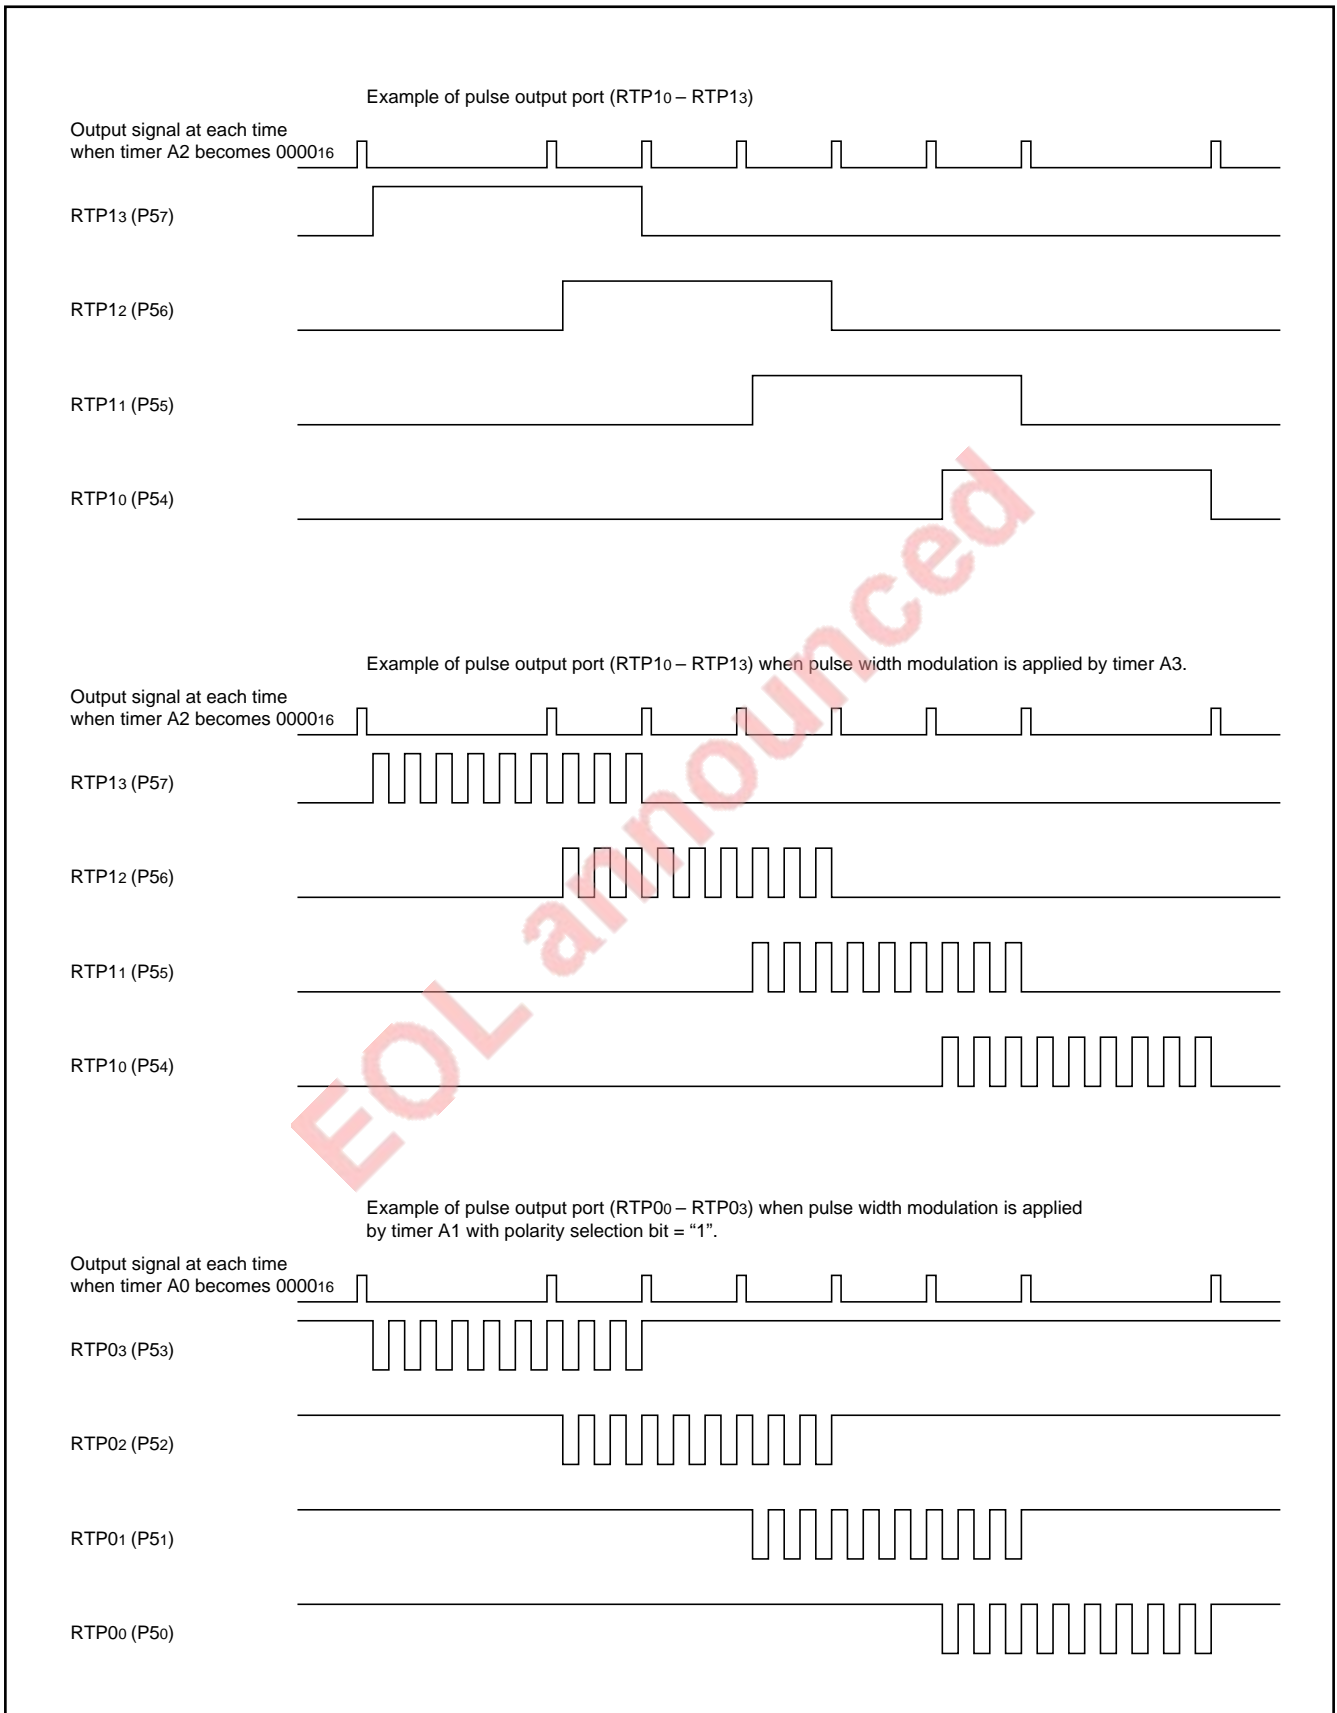 Example of pulse output port (RTP10 – RTP13)
Output signal at each time
when timer A2 becomes 000016
RTP13 (P57)
RTP12 (P56)
RTP11 (P55)
RTP10 (P54)
Example of pulse output port (RTP10 – RTP13) when pulse width modulation is applied by timer A3.
Output signal at each time
when timer A2 becomes 000016
RTP13 (P57)
RTP12 (P56)
RTP11 (P55)
RTP10 (P54)
EOL announced
Example of pulse output port (RTP00 – RTP03) when pulse width modulation is applied
by timer A1 with polarity selection bit = “1”.
Output signal at each time
when timer A0 becomes 000016
RTP03 (P53)
RTP02 (P52)
RTP01 (P51)
RTP00 (P50)